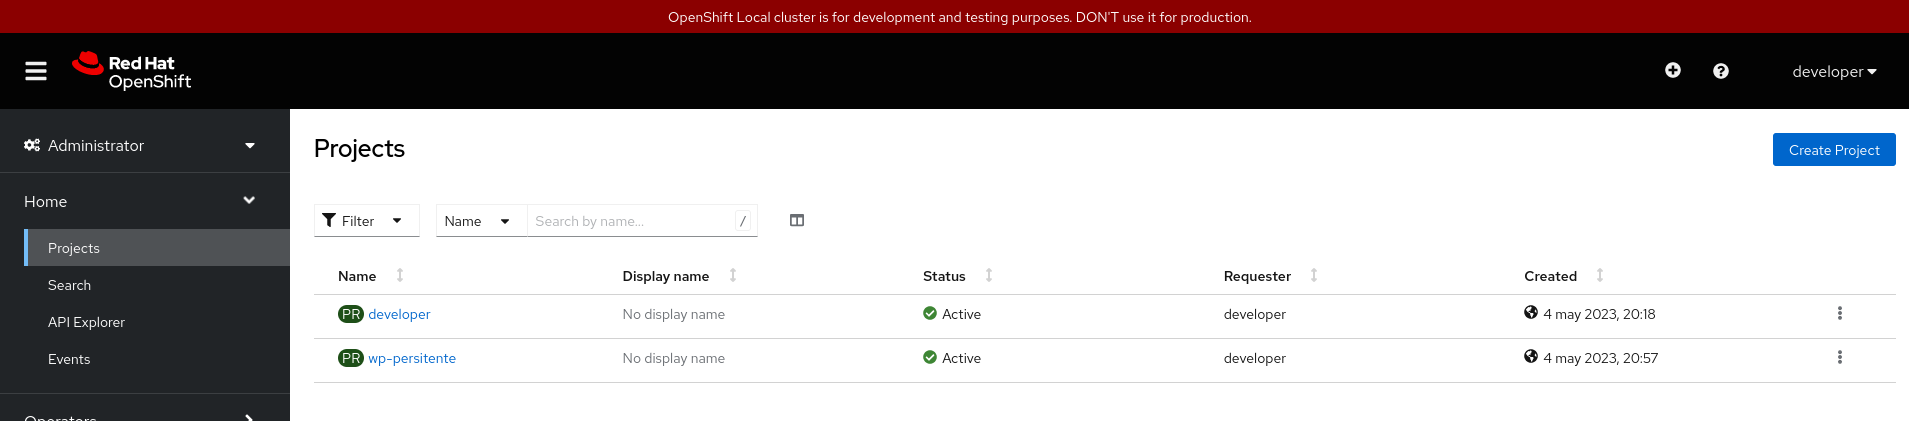 OpenShift Local cluster is for development and testing purposes. DON'T use it for production.
Red Hat
OpenShift
developer
Administrator
Home
Projects
Search
API Explorer
Events
Operators
Projects
Create Project
Filter
Name
Search by name...
/
Name Display name Status Requester Created
PR developer No display name Active developer 4 may 2023, 20:18
PR wp-persitente No display name Active developer 4 may 2023, 20:57